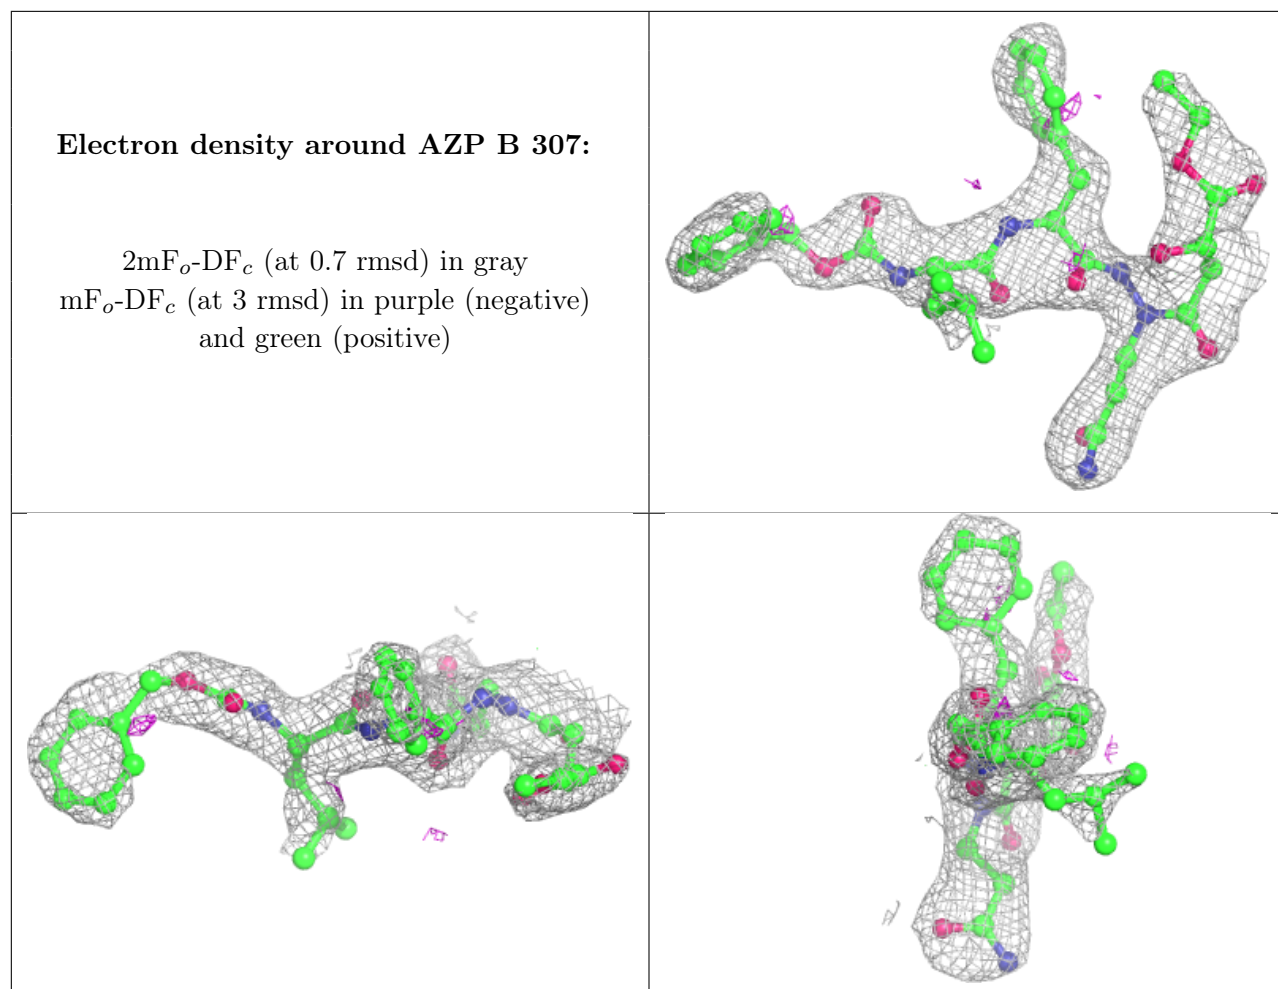 Electron density around AZP B 307:
2mFₒ-DF𝒸 (at 0.7 rmsd) in gray
mFₒ-DF𝒸 (at 3 rmsd) in purple (negative)
and green (positive)